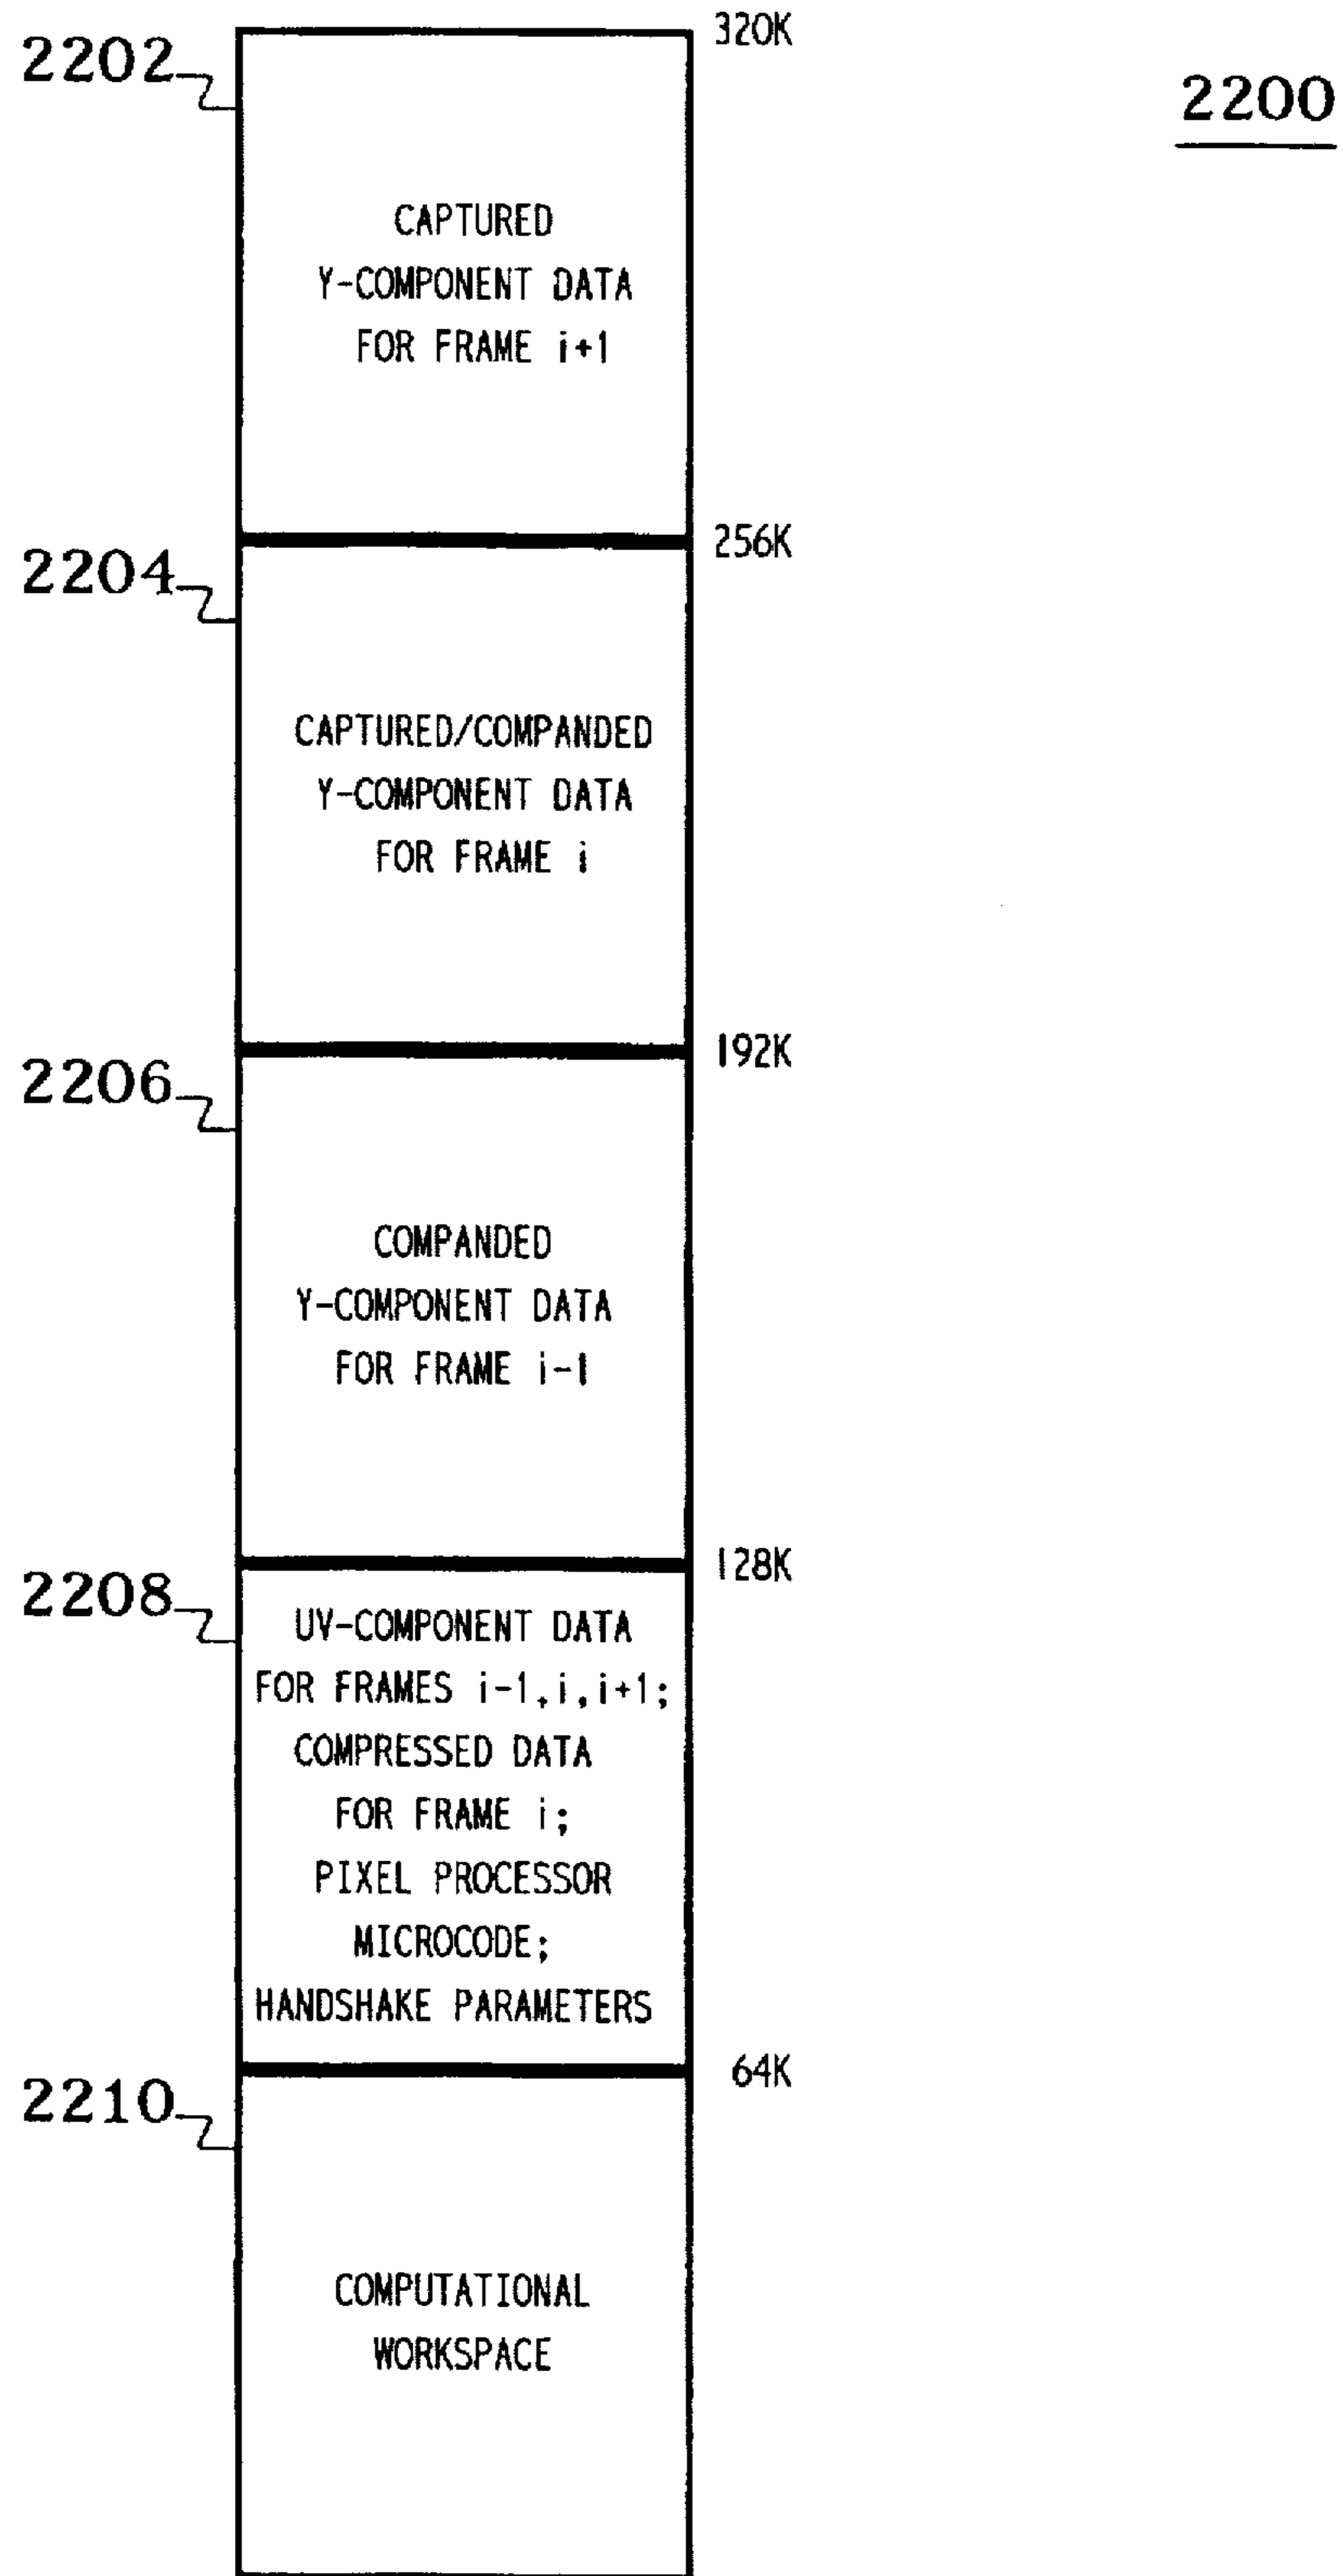 320K
2202
2200
CAPTURED
Y-COMPONENT DATA
FOR FRAME i+1
256K
2204
CAPTURED/COMPANDED
Y-COMPONENT DATA
FOR FRAME i
192K
2206
COMPANDED
Y-COMPONENT DATA
FOR FRAME i-1
128K
2208
UV-COMPONENT DATA
FOR FRAMES i-1,i,i+1;
COMPRESSED DATA
FOR FRAME i;
PIXEL PROCESSOR
MICROCODE;
HANDSHAKE PARAMETERS
64K
2210
COMPUTATIONAL
WORKSPACE